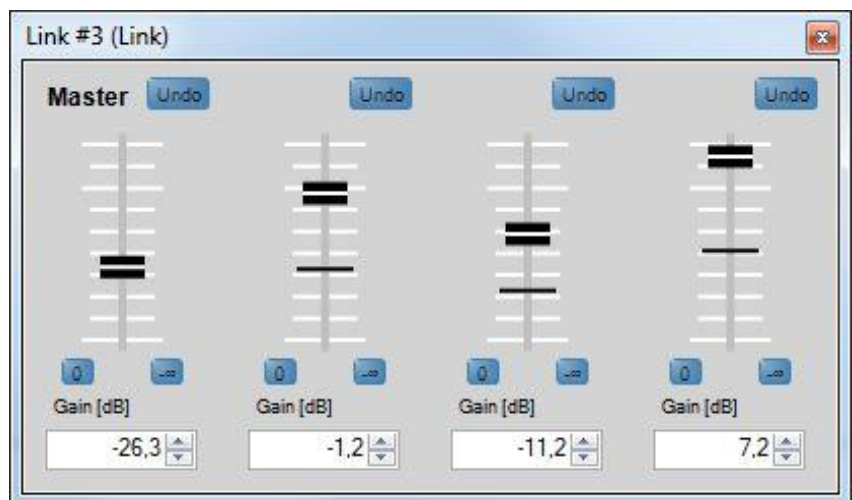 Link #3 (Link)
Master Undo Undo Undo Undo
0 -∞ 0 -∞ 0 -∞ 0 -∞
Gain [dB] Gain [dB] Gain [dB] Gain [dB]
-26,3 -1,2 -11,2 7,2